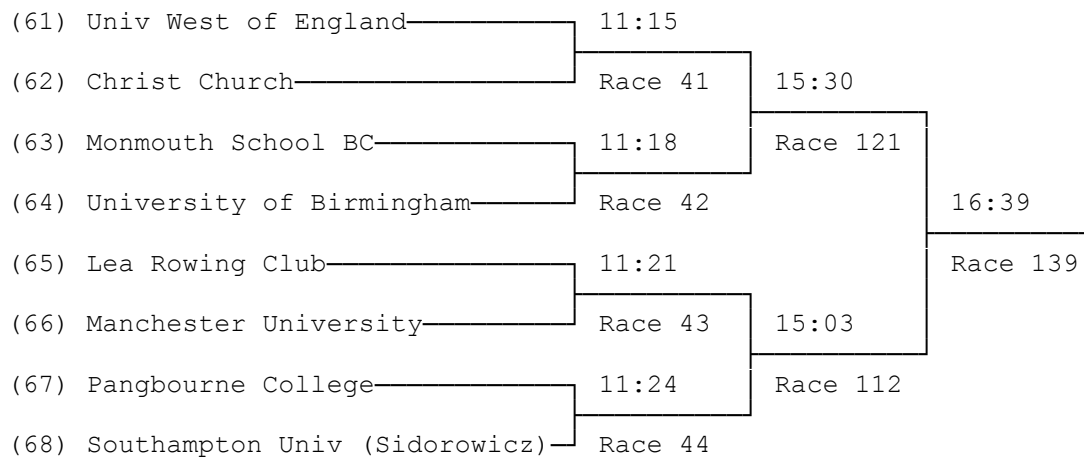 (61) Univ West of England 11:15
(62) Christ Church Race 41 15:30
(63) Monmouth School BC 11:18 Race 121
(64) University of Birmingham Race 42 16:39
(65) Lea Rowing Club 11:21 Race 139
(66) Manchester University Race 43 15:03
(67) Pangbourne College 11:24 Race 112
(68) Southampton Univ (Sidorowicz) Race 44